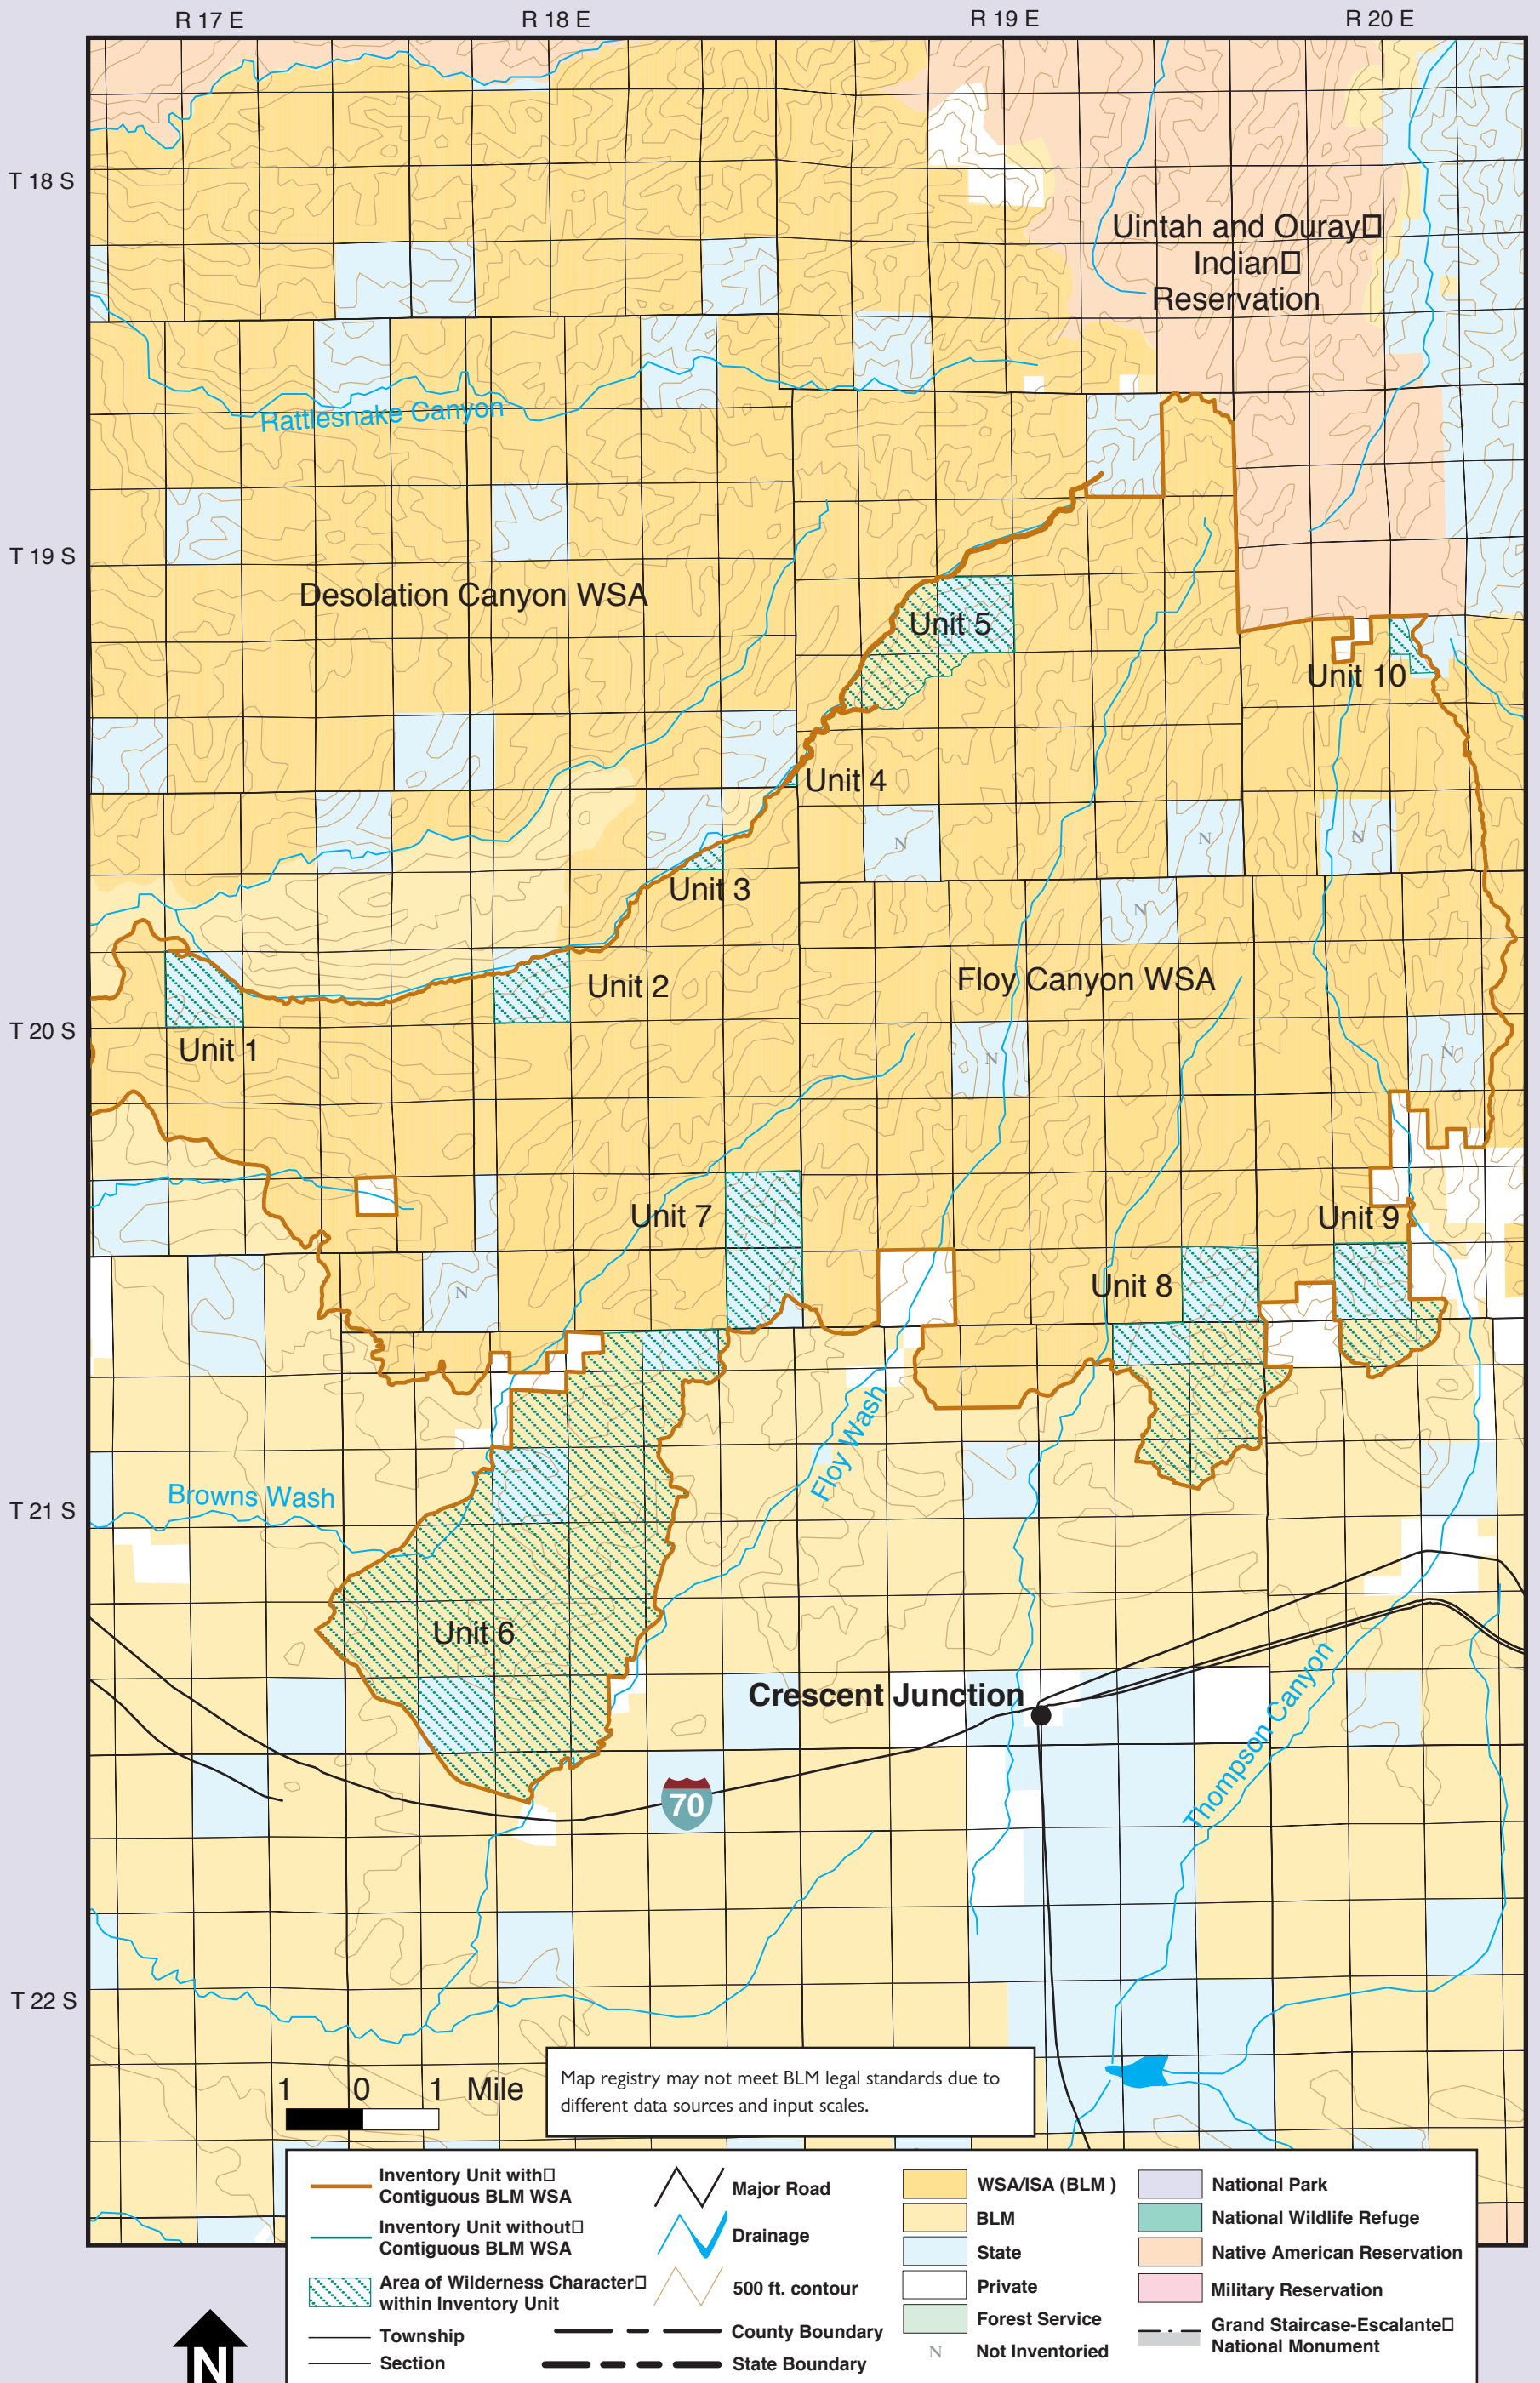 R 17 E R 18 E R 19 E R 20 E
T 18 S
Uintah and Ouray
Indian
Reservation
Rattlesnake Canyon
T 19 S
Desolation Canyon WSA
Unit 5
Unit 10
Unit 4
N N N
Unit 3
N
Unit 2
Floy Canyon WSA
T 20 S
Unit 1
N N
Unit 7
Unit 9
Unit 8
N
Floy Wash
Browns Wash
T 21 S
Unit 6
Crescent Junction
Thompson Canyon
70
T 22 S
1 0 1 Mile
Map registry may not meet BLM legal standards due to
different data sources and input scales.
Inventory Unit with
Contiguous BLM WSA
Inventory Unit without
Contiguous BLM WSA
Area of Wilderness Character
within Inventory Unit
Township
Section
Major Road
Drainage
500 ft. contour
County Boundary
State Boundary
WSA/ISA (BLM )
BLM
State
Private
Forest Service
N Not Inventoried
National Park
National Wildlife Refuge
Native American Reservation
Military Reservation
Grand Staircase-Escalante
National Monument
N